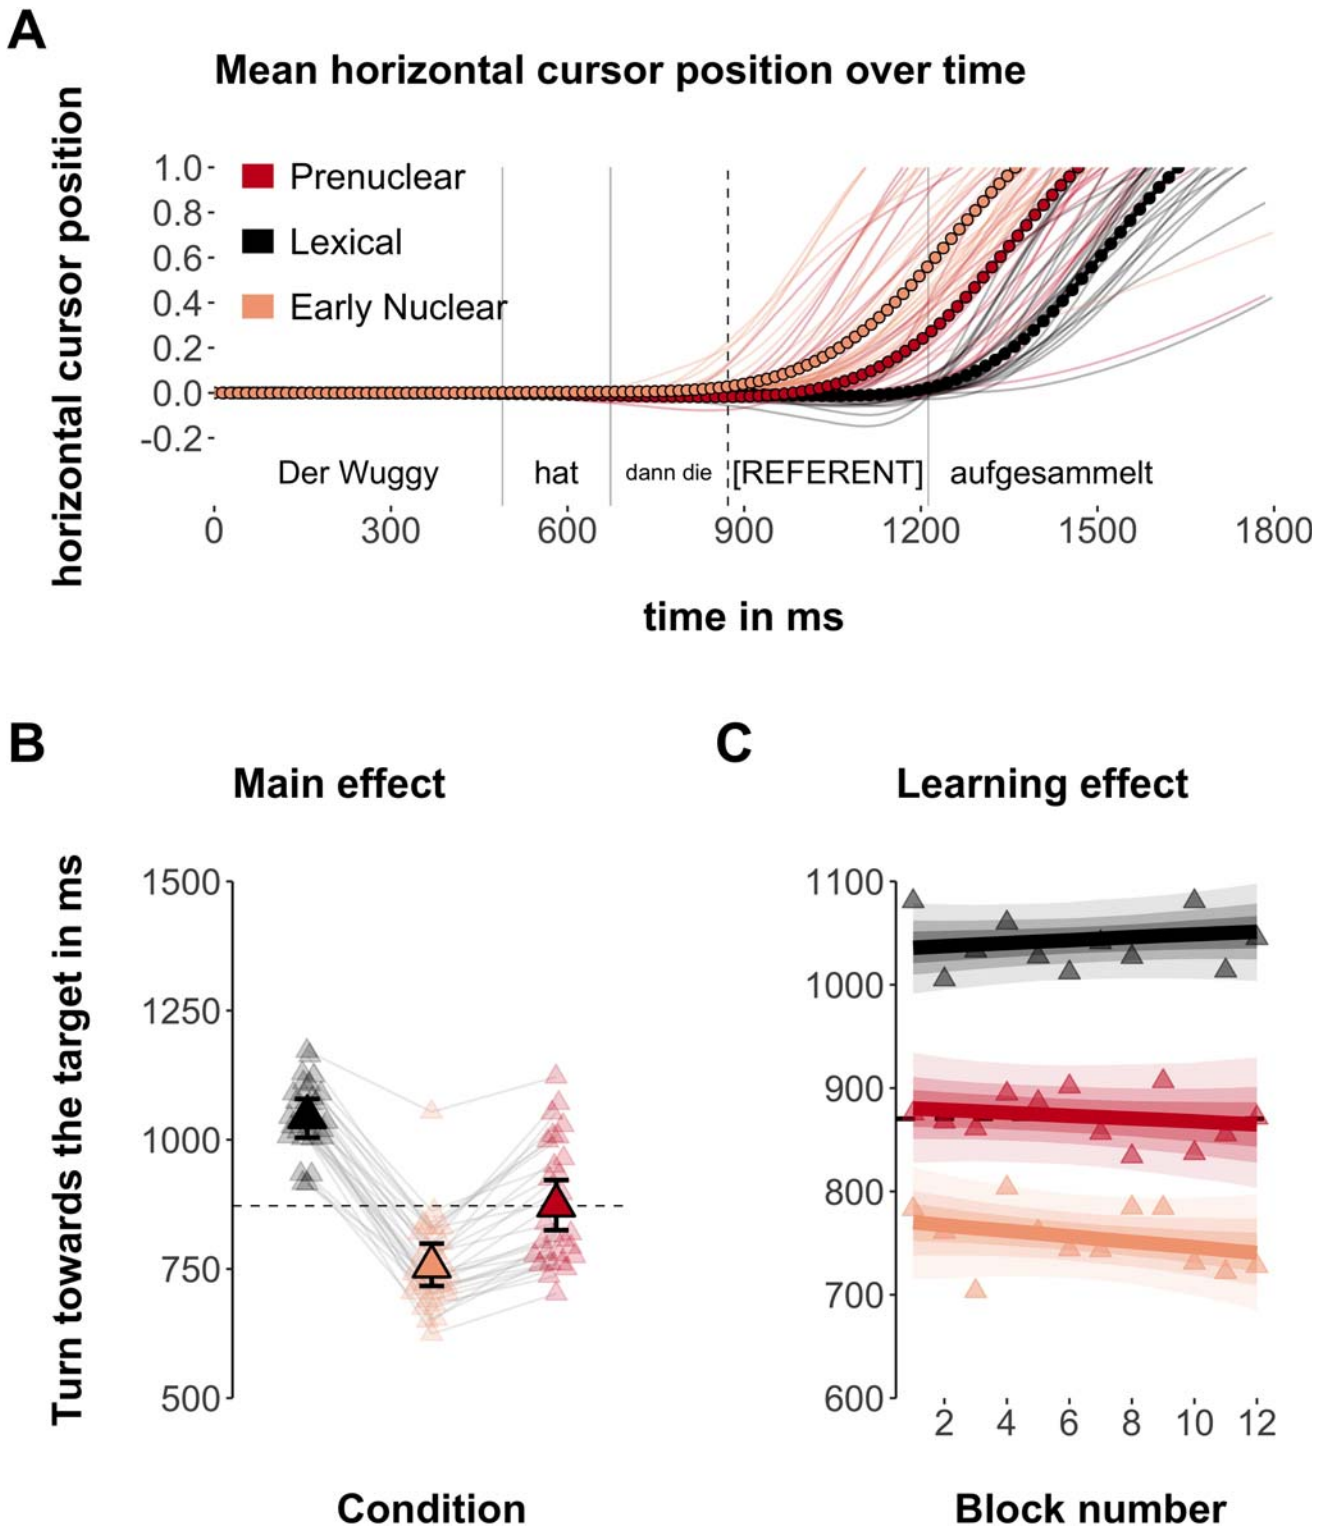 A
Mean horizontal cursor position over time
horizontal cursor position
1.0
0.8
0.6
0.4
0.2
0.0
-0.2
Prenuclear
Lexical
Early Nuclear
Der Wuggy hat dann die [REFERENT] aufgesammelt
0 300 600 900 1200 1500 1800
time in ms
B
Main effect
Turn towards the target in ms
1500
1250
1000
750
500
Condition
C
Learning effect
1100
1000
900
800
700
600
2 4 6 8 10 12
Block number